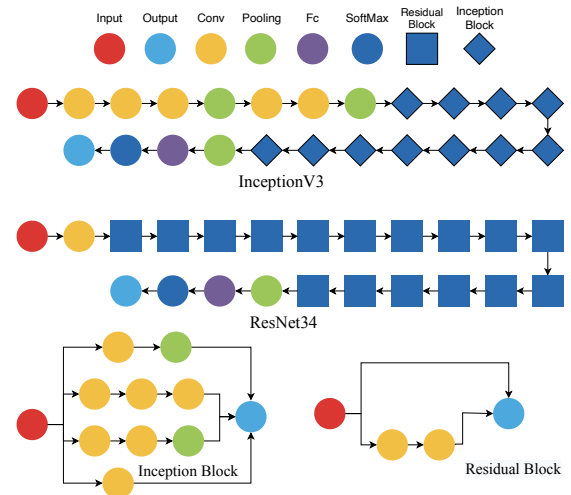 Input Output Conv Pooling Fc SoftMax Residual Block Inception Block
InceptionV3
ResNet34
Inception Block
Residual Block